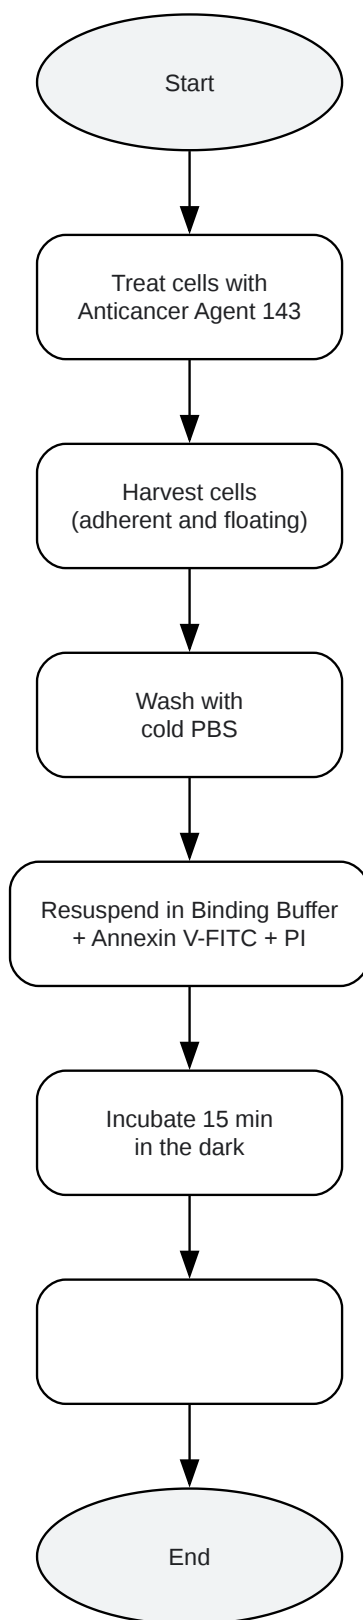 Start
Treat cells with
Anticancer Agent 143
Harvest cells
(adherent and floating)
Wash with
cold PBS
Resuspend in Binding Buffer
+ Annexin V-FITC + PI
Incubate 15 min
in the dark
End